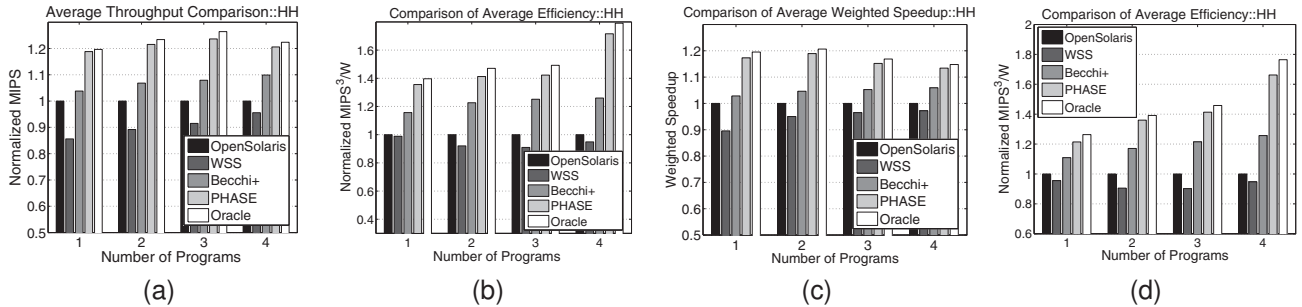 Average Throughput Comparison::HH
Normalized MIPS
1.2
1.1
1
0.9
0.8
0.7
0.6
0.5
OpenSolaris
WSS
Becchi+
PHASE
Oracle
1 2 3 4
Number of Programs
(a)
Comparison of Average Efficiency::HH
Normalized MIPS³/W
1.6
1.4
1.2
1
0.8
0.6
0.4
OpenSolaris
WSS
Becchi+
PHASE
Oracle
1 2 3 4
Number of Programs
(b)
Comparison of Average Weighted Speedup::HH
Weighted Speedup
1.2
1.1
1
0.9
0.8
0.7
0.6
0.5
OpenSolaris
WSS
Becchi+
PHASE
Oracle
1 2 3 4
Number of Programs
(c)
Comparison of Average Efficiency::HH
Normalized MIPS³/W
2
1.8
1.6
1.4
1.2
1
0.8
0.6
OpenSolaris
WSS
Becchi+
PHASE
Oracle
1 2 3 4
Number of Programs
(d)